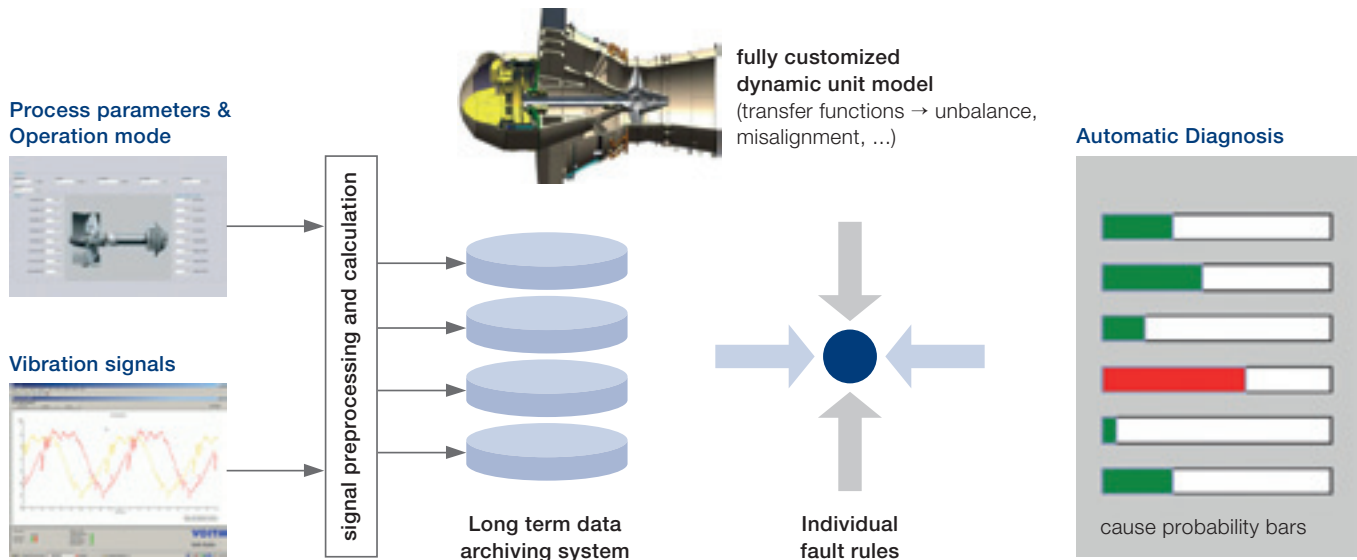 Process parameters &
Operation mode
Vibration signals
VOITH
signal preprocessing and calculation
fully customized
dynamic unit model
(transfer functions → unbalance,
misalignment, ...)
Long term data
archiving system
Individual
fault rules
Automatic Diagnosis
cause probability bars